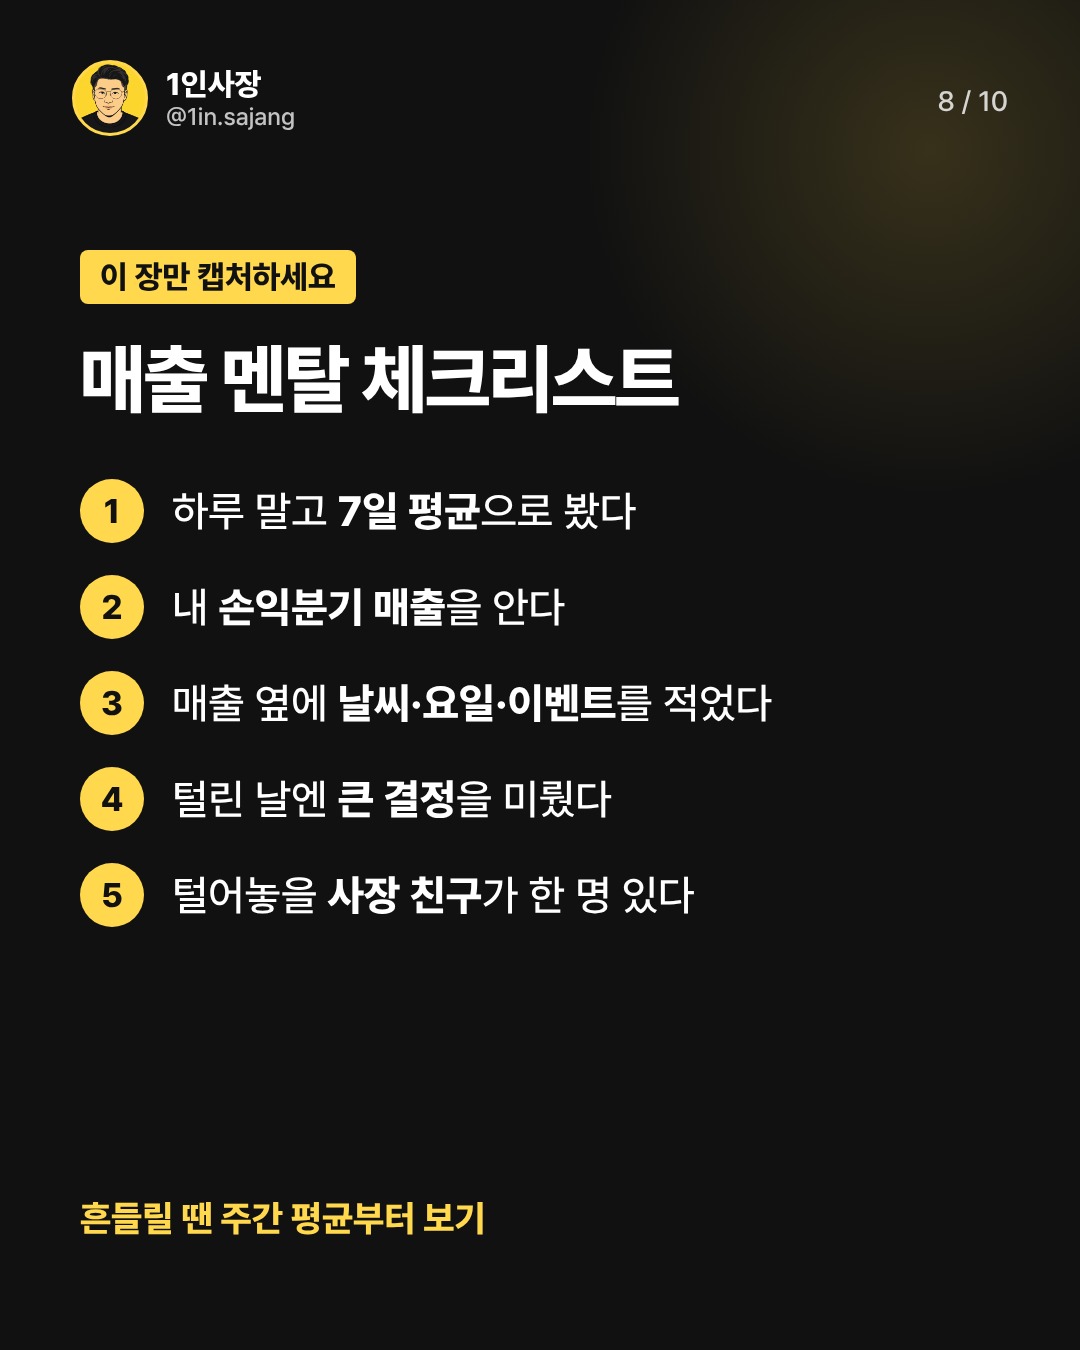 1인사장
@1in.sajang
8 / 10
이 장만 캡처하세요
매출 멘탈 체크리스트
1 하루 말고 7일 평균으로 봤다
2 내 손익분기 매출을 안다
3 매출 옆에 날씨·요일·이벤트를 적었다
4 털린 날엔 큰 결정을 미뤘다
5 털어놓을 사장 친구가 한 명 있다
흔들릴 땐 주간 평균부터 보기